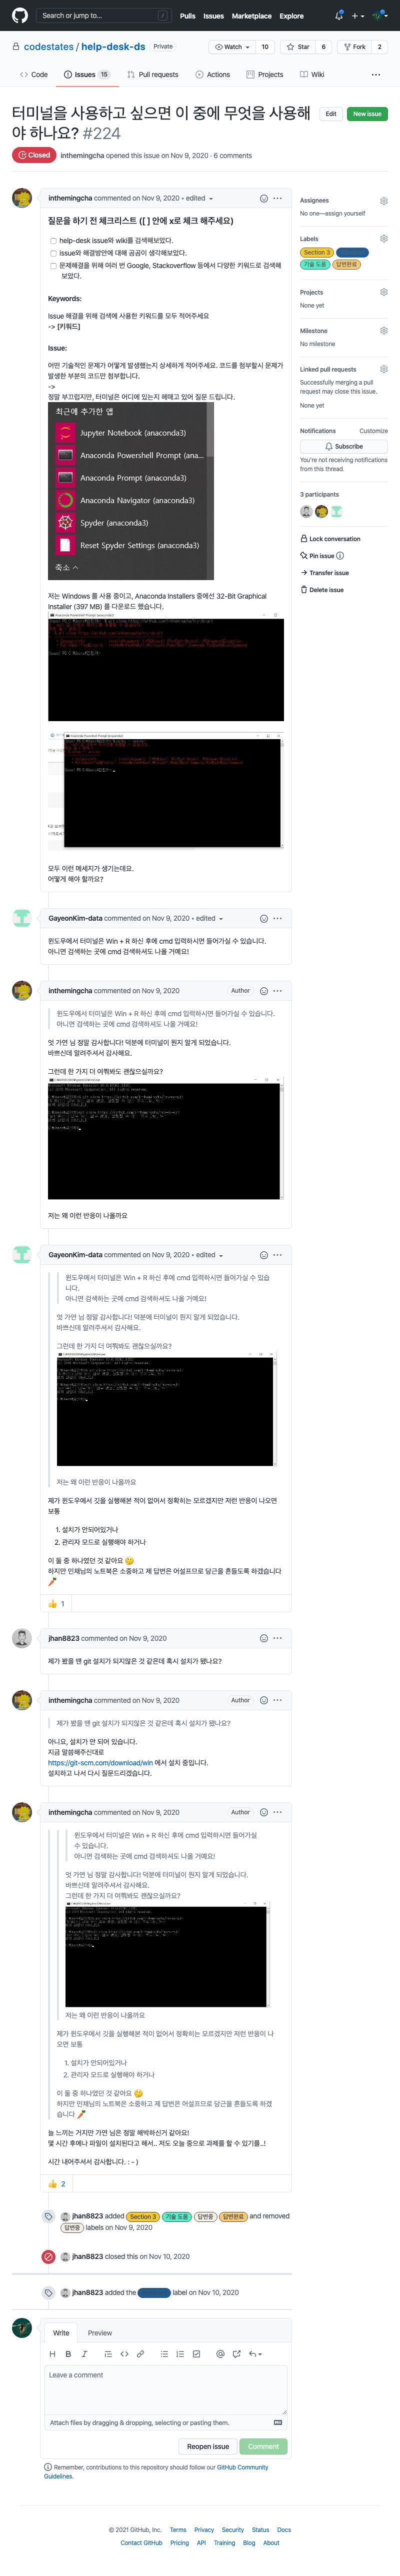 Search or jump to...
/
Pulls Issues Marketplace Explore
codestates / help-desk-ds Private
Watch 10
Star 6
Fork 2
Code
Issues 15
Pull requests
Actions
Projects
Wiki
터미널을 사용하고 싶으면 이 중에 무엇을 사용해
야 하나요? #224
Edit
New issue
Closed
inthemingcha opened this issue on Nov 9, 2020 · 6 comments
inthemingcha commented on Nov 9, 2020 • edited
질문을 하기 전 체크리스트 ([ ] 안에 x로 체크 해주세요)
help-desk issue와 wiki를 검색해보았다.
issue와 해결방안에 대해 곰곰이 생각해보았다.
문제해결을 위해 여러 번 Google, Stackoverflow 등에서 다양한 키워드로 검색해
보았다.
Keywords:
Issue 해결을 위해 검색에 사용한 키워드를 모두 적어주세요
-> [키워드]
Issue:
어떤 기술적인 문제가 어떻게 발생했는지 상세하게 적어주세요. 코드를 첨부할시 문제가
발생한 부분의 코드만 첨부합니다.
->
정말 부끄럽지만, 터미널은 어디에 있는지 헤매고 있어 질문 드립니다.
최근에 추가한 앱
Jupyter Notebook (anaconda3)
Anaconda Powershell Prompt (ana...
Anaconda Prompt (anaconda3)
Anaconda Navigator (anaconda3)
Spyder (anaconda3)
Reset Spyder Settings (anaconda3)
축소
저는 Windows 를 사용 중이고, Anaconda Installers 중에선 32-Bit Graphical
Installer (397 MB) 를 다운로드 했습니다.
모두 이런 메세지가 생기는데요.
어떻게 해야 할까요?
GayeonKim-data commented on Nov 9, 2020 • edited
윈도우에서 터미널은 Win + R 하신 후에 cmd 입력하시면 들어가실 수 있습니다.
아니면 검색하는 곳에 cmd 검색하셔도 나올 거예요!
inthemingcha commented on Nov 9, 2020
Author
윈도우에서 터미널은 Win + R 하신 후에 cmd 입력하시면 들어가실 수 있습니다.
아니면 검색하는 곳에 cmd 검색하셔도 나올 거예요!
엇 가연 님 정말 감사합니다! 덕분에 터미널이 뭔지 알게 되었습니다.
바쁘신데 알려주셔서 감사해요.
그런데 한 가지 더 여쭤봐도 괜찮으실까요?
저는 왜 이런 반응이 나올까요
GayeonKim-data commented on Nov 9, 2020 • edited
윈도우에서 터미널은 Win + R 하신 후에 cmd 입력하시면 들어가실 수 있습
니다.
아니면 검색하는 곳에 cmd 검색하셔도 나올 거예요!
엇 가연 님 정말 감사합니다! 덕분에 터미널이 뭔지 알게 되었습니다.
바쁘신데 알려주셔서 감사해요.
그런데 한 가지 더 여쭤봐도 괜찮으실까요?
저는 왜 이런 반응이 나올까요
제가 윈도우에서 깃을 실행해본 적이 없어서 정확히는 모르겠지만 저런 반응이 나오면
보통
1. 설치가 안되어있거나
2. 관리자 모드로 실행해야 하거나
이 둘 중 하나였던 것 같아요 🤔
하지만 민채님의 노트북은 소중하고 제 답변은 어설프므로 당근을 흔들도록 하겠습니다
🥕
👍 1
jhan8823 commented on Nov 9, 2020
제가 봤을 땐 git 설치가 되지않은 것 같은데 혹시 설치가 됐나요?
inthemingcha commented on Nov 9, 2020
Author
제가 봤을 땐 git 설치가 되지않은 것 같은데 혹시 설치가 됐나요?
아니요, 설치가 안 되어 있습니다.
지금 말씀해주신대로
https://git-scm.com/download/win 에서 설치 중입니다.
설치하고 나서 다시 질문드리겠습니다.
inthemingcha commented on Nov 9, 2020
Author
윈도우에서 터미널은 Win + R 하신 후에 cmd 입력하시면 들어가실
수 있습니다.
아니면 검색하는 곳에 cmd 검색하셔도 나올 거예요!
엇 가연 님 정말 감사합니다! 덕분에 터미널이 뭔지 알게 되었습니다.
바쁘신데 알려주셔서 감사해요.
그런데 한 가지 더 여쭤봐도 괜찮으실까요?
저는 왜 이런 반응이 나올까요
제가 윈도우에서 깃을 실행해본 적이 없어서 정확히는 모르겠지만 저런 반응이 나
오면 보통
1. 설치가 안되어있거나
2. 관리자 모드로 실행해야 하거나
이 둘 중 하나였던 것 같아요 🤔
하지만 민채님의 노트북은 소중하고 제 답변은 어설프므로 당근을 흔들도록 하겠
습니다 🥕
늘 느끼는 거지만 가연 님은 정말 해박하신거 같아요!
몇 시간 후에나 파일이 설치된다고 해서.. 저도 오늘 중으로 과제를 할 수 있기를..!
시간 내어주셔서 감사합니다. : - )
👍 2
jhan8823 added Section 3 기술 도움 답변중 답변완료 and removed
답변중 labels on Nov 9, 2020
jhan8823 closed this on Nov 10, 2020
jhan8823 added the label on Nov 10, 2020
Write
Preview
Leave a comment
Attach files by dragging & dropping, selecting or pasting them.
Reopen issue
Comment
Remember, contributions to this repository should follow our GitHub Community
Guidelines.
Assignees
No one—assign yourself
Labels
Section 3
기술 도움 답변완료
Projects
None yet
Milestone
No milestone
Linked pull requests
Successfully merging a pull
request may close this issue.
None yet
Notifications
Customize
Subscribe
You're not receiving notifications
from this thread.
3 participants
Lock conversation
Pin issue
Transfer issue
Delete issue
© 2021 GitHub, Inc. Terms Privacy Security Status Docs
Contact GitHub Pricing API Training Blog About